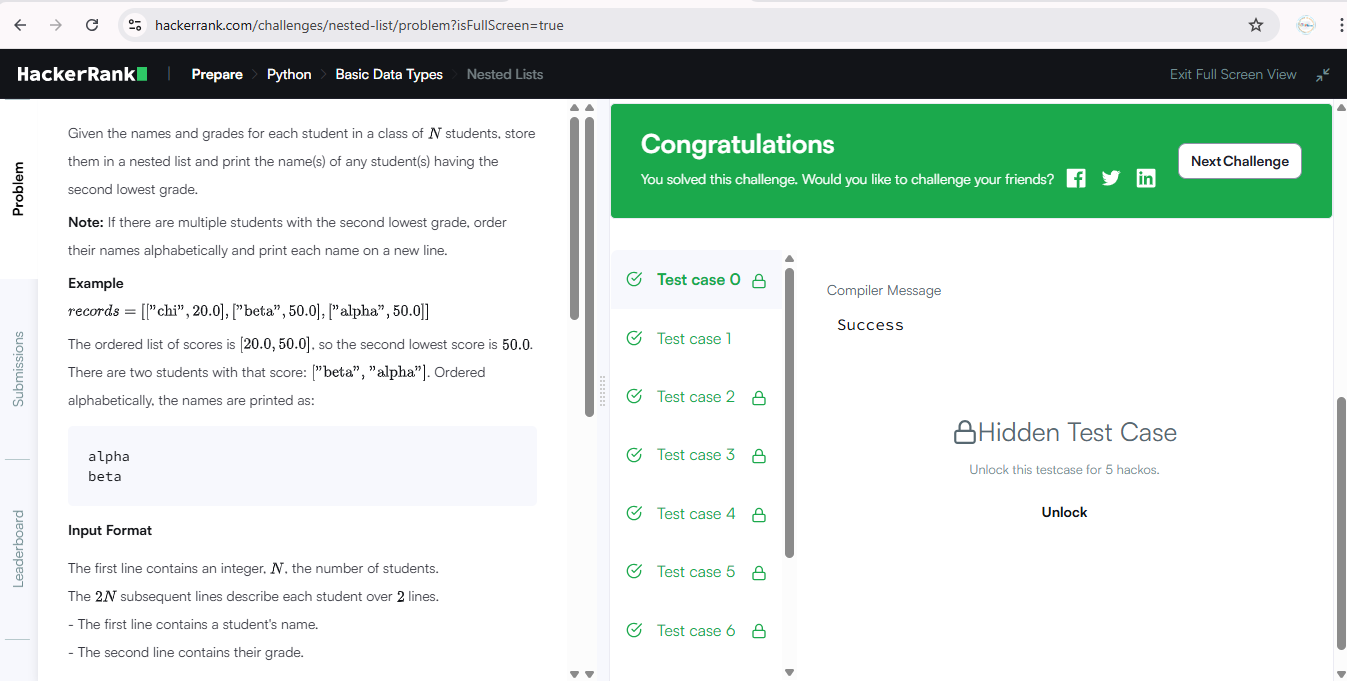 hackerrank.com/challenges/nested-list/problem?isFullScreen=true
HackerRank
Prepare
Python
Basic Data Types
Nested Lists
Exit Full Screen View
Problem
Submissions
Leaderboard
Given the names and grades for each student in a class of N students, store
them in a nested list and print the name(s) of any student(s) having the
second lowest grade.
Note: If there are multiple students with the second lowest grade, order
their names alphabetically and print each name on a new line.
Example
records = [["chi", 20.0], ["beta", 50.0], ["alpha", 50.0]]
The ordered list of scores is [20.0, 50.0], so the second lowest score is 50.0.
There are two students with that score: ["beta", "alpha"]. Ordered
alphabetically, the names are printed as:
alpha
beta
Input Format
The first line contains an integer, N, the number of students.
The 2N subsequent lines describe each student over 2 lines.
- The first line contains a student's name.
- The second line contains their grade.
Congratulations
You solved this challenge. Would you like to challenge your friends?
Next Challenge
Test case 0
Test case 1
Test case 2
Test case 3
Test case 4
Test case 5
Test case 6
Compiler Message
Success
Hidden Test Case
Unlock this testcase for 5 hackos.
Unlock